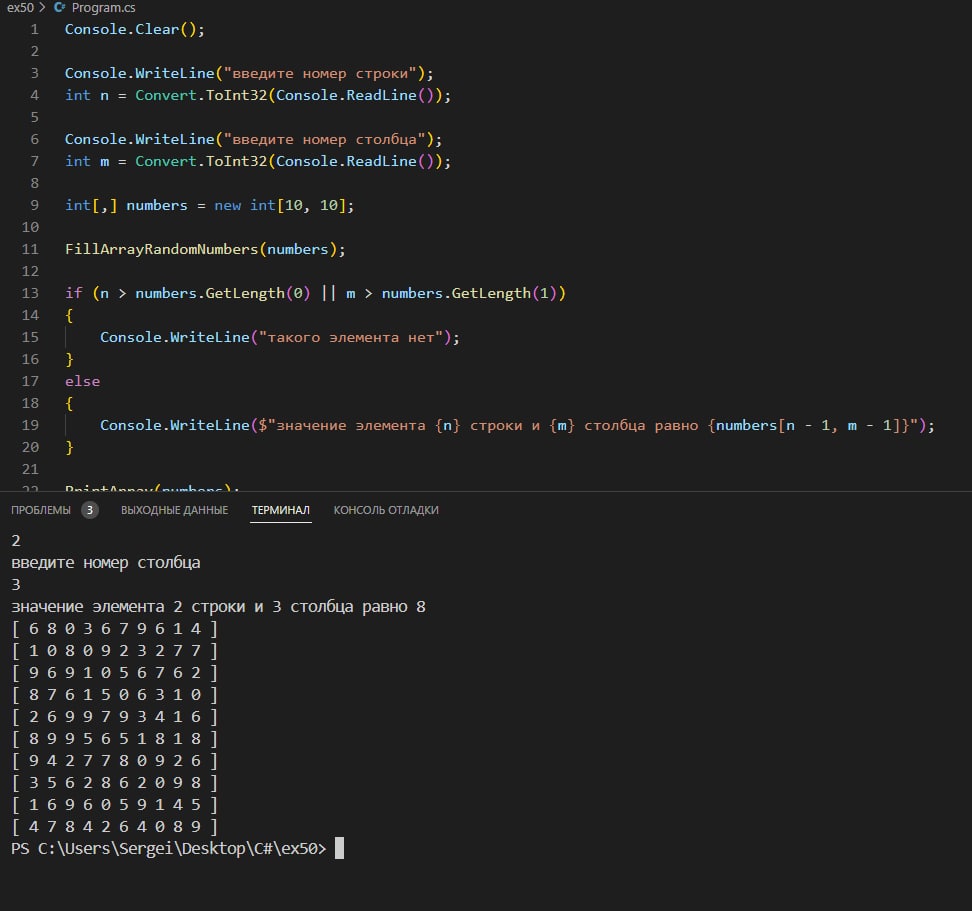 ex50 > C# Program.cs
1 Console.Clear();
2
3 Console.WriteLine("введите номер строки");
4 int n = Convert.ToInt32(Console.ReadLine());
5
6 Console.WriteLine("введите номер столбца");
7 int m = Convert.ToInt32(Console.ReadLine());
8
9 int[,] numbers = new int[10, 10];
10
11 FillArrayRandomNumbers(numbers);
12
13 if (n > numbers.GetLength(0) || m > numbers.GetLength(1))
14 {
15 Console.WriteLine("такого элемента нет");
16 }
17 else
18 {
19 Console.WriteLine($"значение элемента {n} строки и {m} столбца равно {numbers[n - 1, m - 1]}");
20 }
21
22 PrintArray(numbers);
ПРОБЛЕМЫ 3 ВЫХОДНЫЕ ДАННЫЕ ТЕРМИНАЛ КОНСОЛЬ ОТЛАДКИ
2
введите номер столбца
3
значение элемента 2 строки и 3 столбца равно 8
[ 6 8 0 3 6 7 9 6 1 4 ]
[ 1 0 8 0 9 2 3 2 7 7 ]
[ 9 6 9 1 0 5 6 7 6 2 ]
[ 8 7 6 1 5 0 6 3 1 0 ]
[ 2 6 9 9 7 9 3 4 1 6 ]
[ 8 9 9 5 6 5 1 8 1 8 ]
[ 9 4 2 7 7 8 0 9 2 6 ]
[ 3 5 6 2 8 6 2 0 9 8 ]
[ 1 6 9 6 0 5 9 1 4 5 ]
[ 4 7 8 4 2 6 4 0 8 9 ]
PS C:\Users\Sergei\Desktop\C#\ex50>